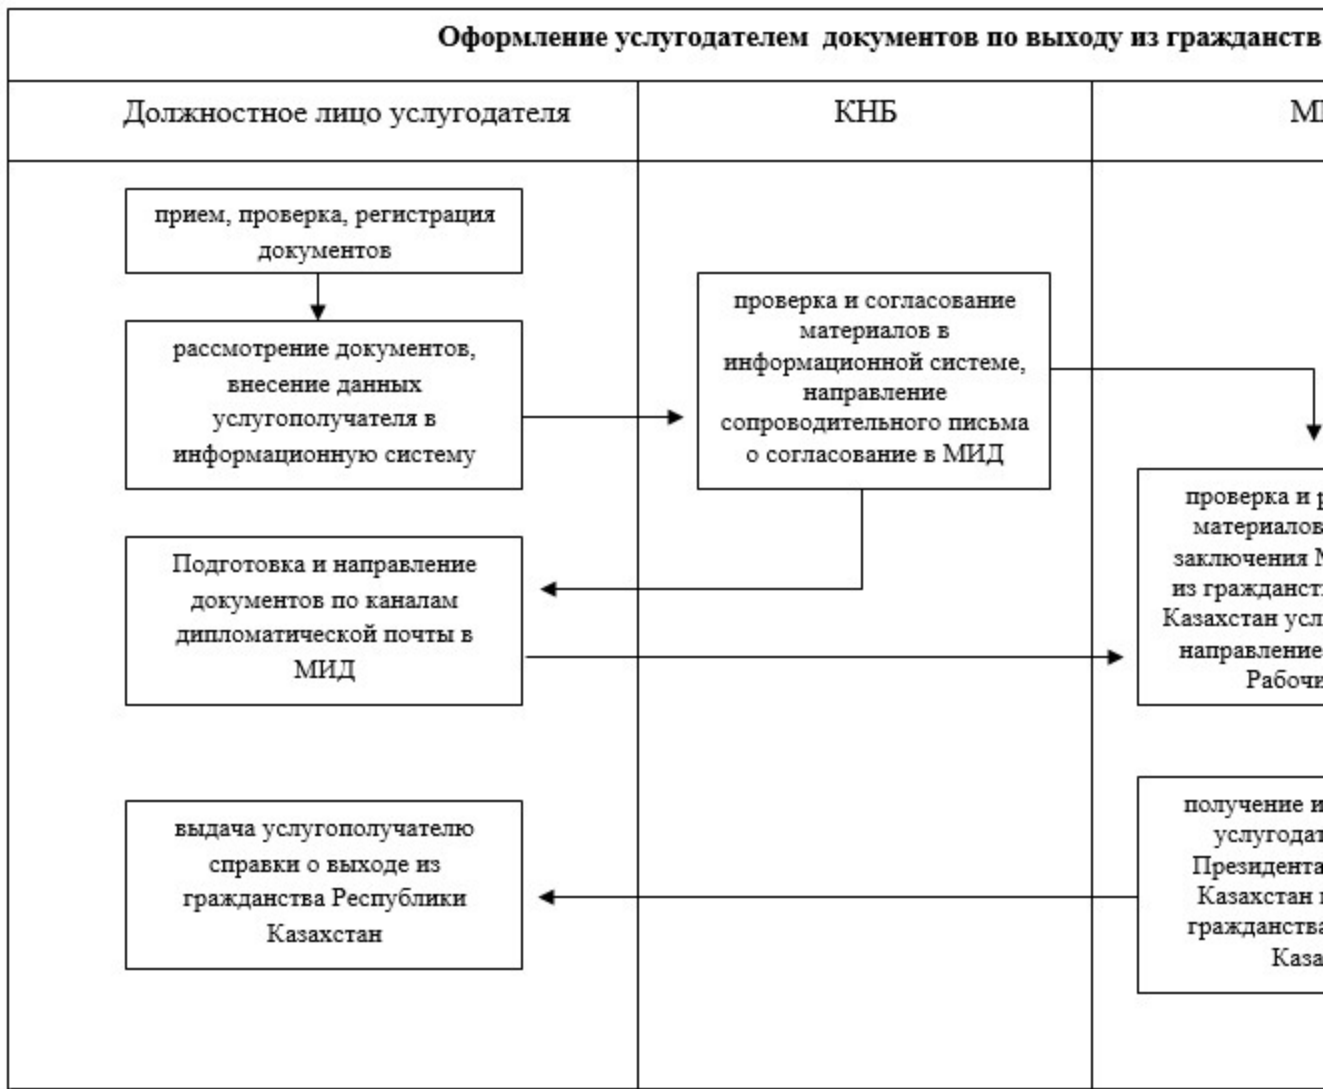 Оформление услугодателем документов по выходу из гражданств
Должностное лицо услугодателя
КНБ
прием, проверка, регистрация
документов
рассмотрение документов,
внесение данных
услугополучателя в
информационную систему
проверка и согласование
материалов в
информационной системе,
направление
сопроводительного письма
о согласование в МИД
Подготовка и направление
документов по каналам
дипломатической почты в
МИД
проверка и
материалов
заключения
из гражданст
Казахстан усл
направление
Рабочи
выдача услугополучателю
справки о выходе из
гражданства Республики
Казахстан
получение и
услугодат
Президента
Казахстан
гражданства
Каза